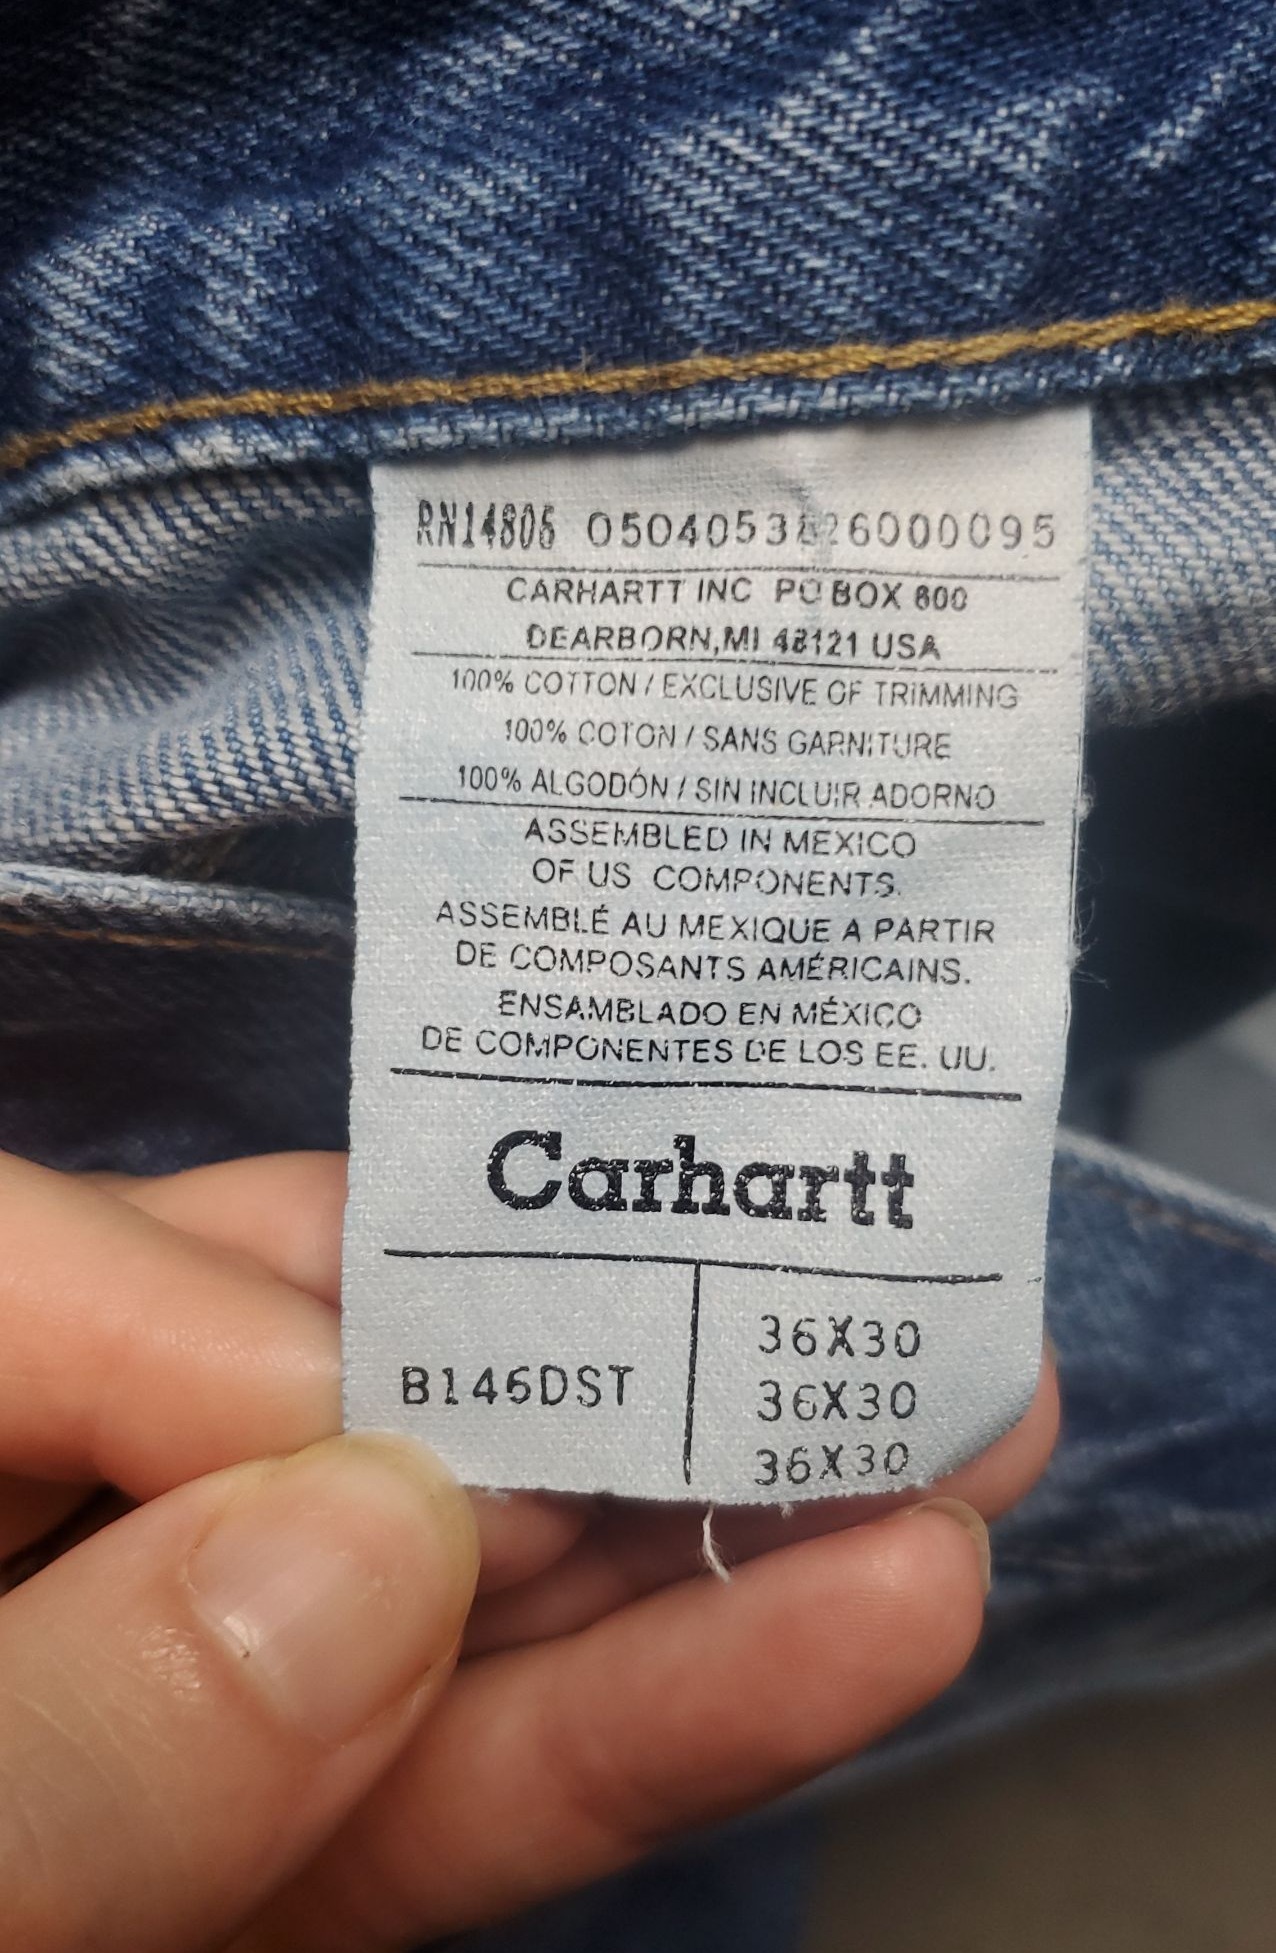 RN14806 0504053826000095
CARHARTT INC PO BOX 600
DEARBORN,MI 48121 USA
100% COTTON / EXCLUSIVE OF TRIMMING
100% COTON / SANS GARNITURE
100% ALGODÓN / SIN INCLUIR ADORNO
ASSEMBLED IN MEXICO
OF US COMPONENTS.
ASSEMBLÉ AU MEXIQUE A PARTIR
DE COMPOSANTS AMÉRICAINS.
ENSAMBLADO EN MÉXICO
DE COMPONENTES DE LOS EE. UU.
Carhartt
B146DST
36X30
36X30
36X30